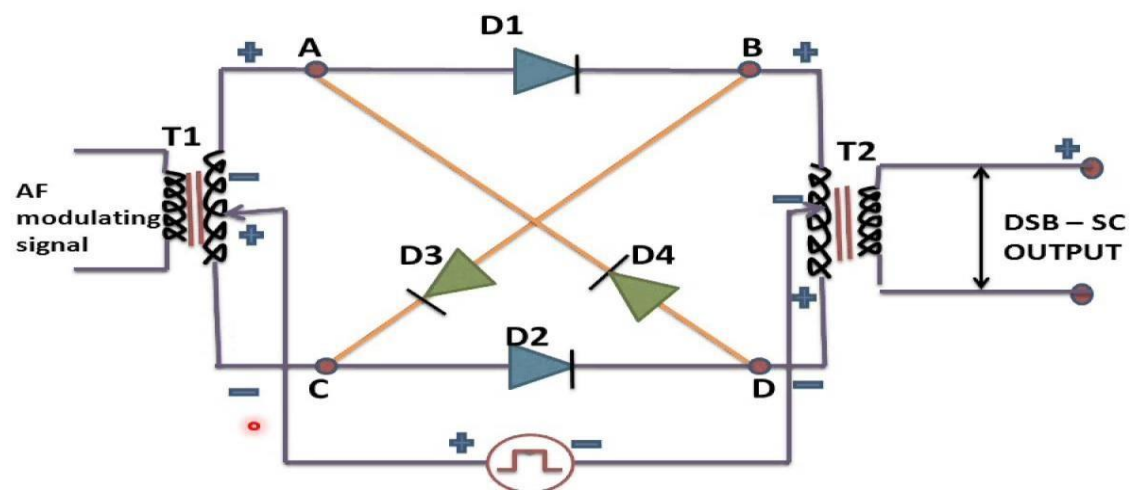 D1
A
B
T1
T2
AF
modulating
signal
D3
D4
DSB – SC
OUTPUT
D2
C
D